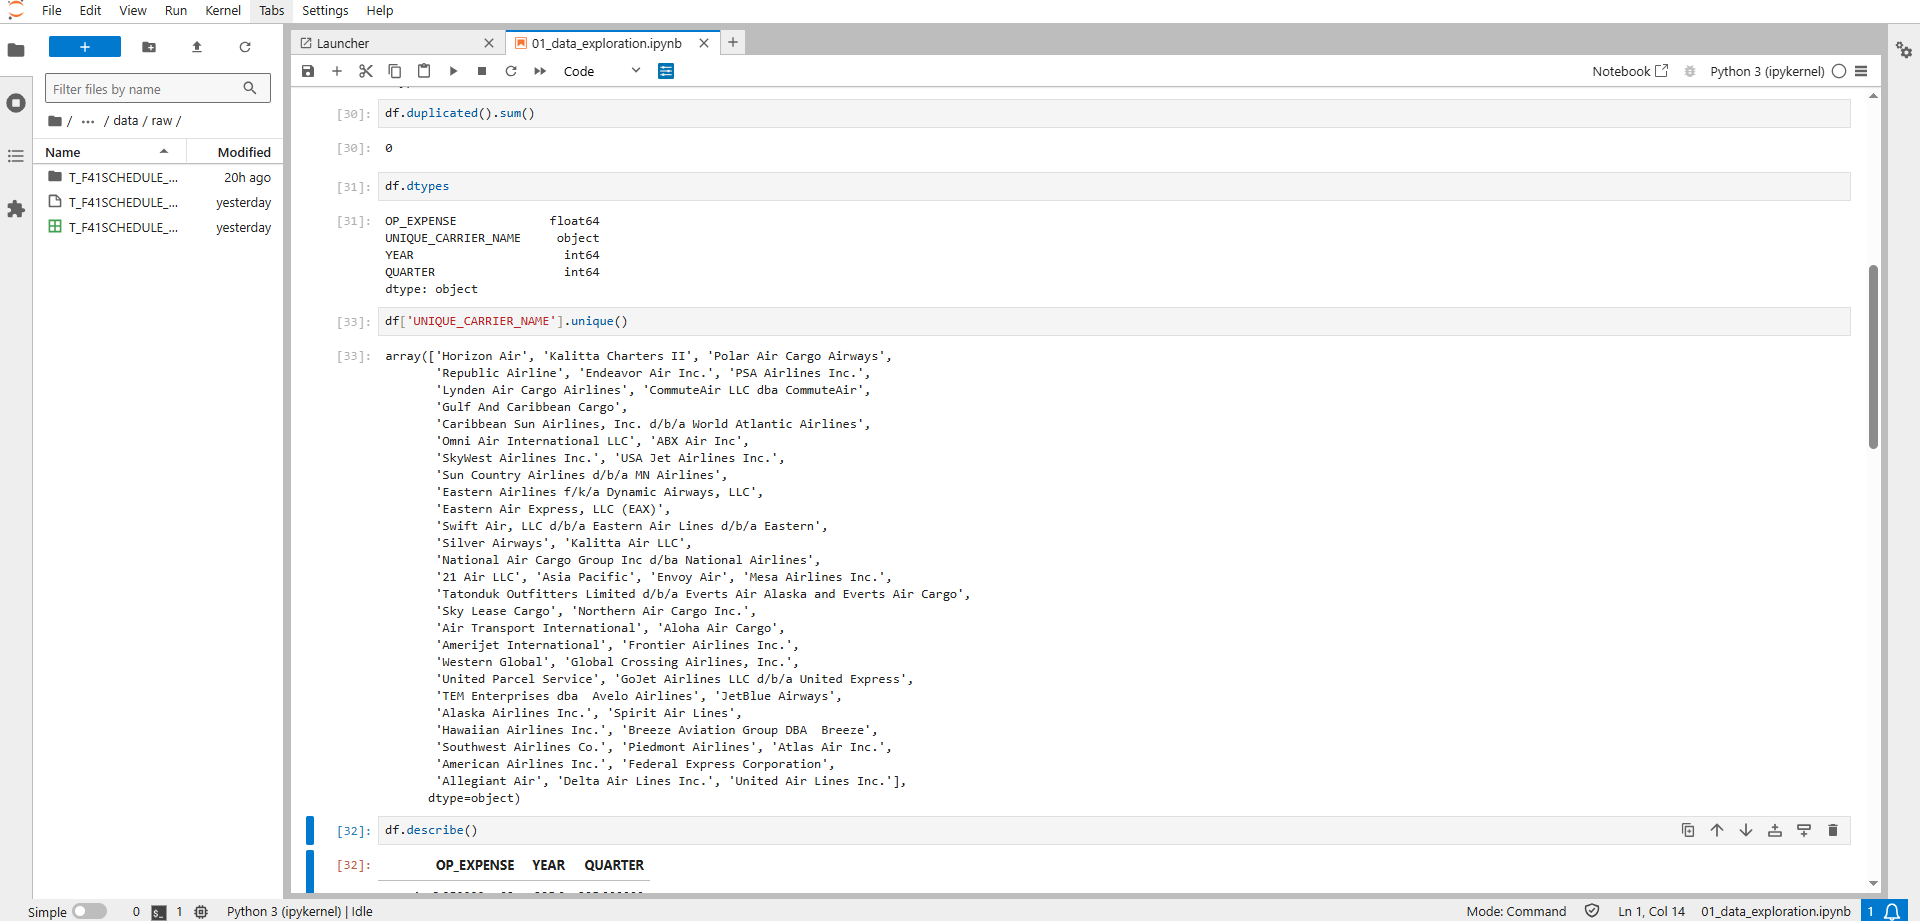 File Edit View Run Kernel Tabs Settings Help
Launcher
01_data_exploration.ipynb
Code
Notebook
Python 3 (ipykernel)
Filter files by name
/ ... / data / raw /
Name Modified
T_F41SCHEDULE_... 20h ago
T_F41SCHEDULE_... yesterday
T_F41SCHEDULE_... yesterday
[30]: df.duplicated().sum()
[30]: 0
[31]: df.dtypes
[31]: OP_EXPENSE float64
UNIQUE_CARRIER_NAME object
YEAR int64
QUARTER int64
dtype: object
[33]: df['UNIQUE_CARRIER_NAME'].unique()
[33]: array(['Horizon Air', 'Kalitta Charters II', 'Polar Air Cargo Airways',
'Republic Airline', 'Endeavor Air Inc.', 'PSA Airlines Inc.',
'Lynden Air Cargo Airlines', 'CommuteAir LLC dba CommuteAir',
'Gulf And Caribbean Cargo',
'Caribbean Sun Airlines, Inc. d/b/a World Atlantic Airlines',
'Omni Air International LLC', 'ABX Air Inc',
'SkyWest Airlines Inc.', 'USA Jet Airlines Inc.',
'Sun Country Airlines d/b/a MN Airlines',
'Eastern Airlines f/k/a Dynamic Airways, LLC',
'Eastern Air Express, LLC (EAX)',
'Swift Air, LLC d/b/a Eastern Air Lines d/b/a Eastern',
'Silver Airways', 'Kalitta Air LLC',
'National Air Cargo Group Inc d/ba National Airlines',
'21 Air LLC', 'Asia Pacific', 'Envoy Air', 'Mesa Airlines Inc.',
'Tatonduk Outfitters Limited d/b/a Everts Air Alaska and Everts Air Cargo',
'Sky Lease Cargo', 'Northern Air Cargo Inc.',
'Air Transport International', 'Aloha Air Cargo',
'Amerijet International', 'Frontier Airlines Inc.',
'Western Global', 'Global Crossing Airlines, Inc.',
'United Parcel Service', 'GoJet Airlines LLC d/b/a United Express',
'TEM Enterprises dba  Avelo Airlines', 'JetBlue Airways',
'Alaska Airlines Inc.', 'Spirit Air Lines',
'Hawaiian Airlines Inc.', 'Breeze Aviation Group DBA  Breeze',
'Southwest Airlines Co.', 'Piedmont Airlines', 'Atlas Air Inc.',
'American Airlines Inc.', 'Federal Express Corporation',
'Allegiant Air', 'Delta Air Lines Inc.', 'United Air Lines Inc.'],
dtype=object)
[32]: df.describe()
[32]: OP_EXPENSE YEAR QUARTER
Simple 0 1 Python 3 (ipykernel) | Idle Mode: Command Ln 1, Col 14 01_data_exploration.ipynb 1